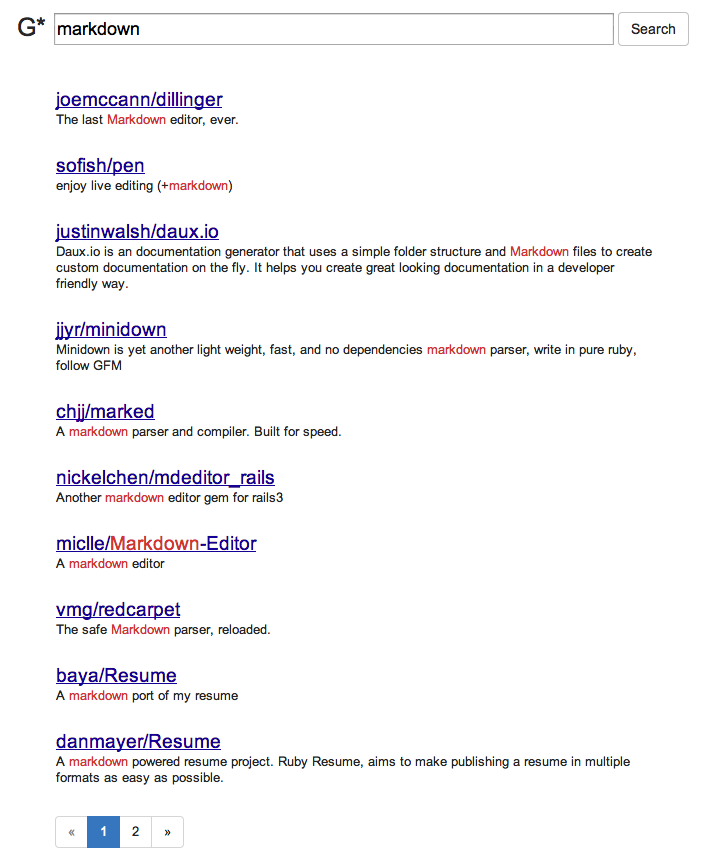 G* markdown Search
joemccann/dillinger
The last Markdown editor, ever.
sofish/pen
enjoy live editing (+markdown)
justinwalsh/daux.io
Daux.io is an documentation generator that uses a simple folder structure and Markdown files to create
custom documentation on the fly. It helps you create great looking documentation in a developer
friendly way.
jjyr/minidown
Minidown is yet another light weight, fast, and no dependencies markdown parser, write in pure ruby,
follow GFM
chjj/marked
A markdown parser and compiler. Built for speed.
nickelchen/mdeditor_rails
Another markdown editor gem for rails3
miclle/Markdown-Editor
A markdown editor
vmg/redcarpet
The safe Markdown parser, reloaded.
baya/Resume
A markdown port of my resume
danmayer/Resume
A markdown powered resume project. Ruby Resume, aims to make publishing a resume in multiple
formats as easy as possible.
« 1 2 »